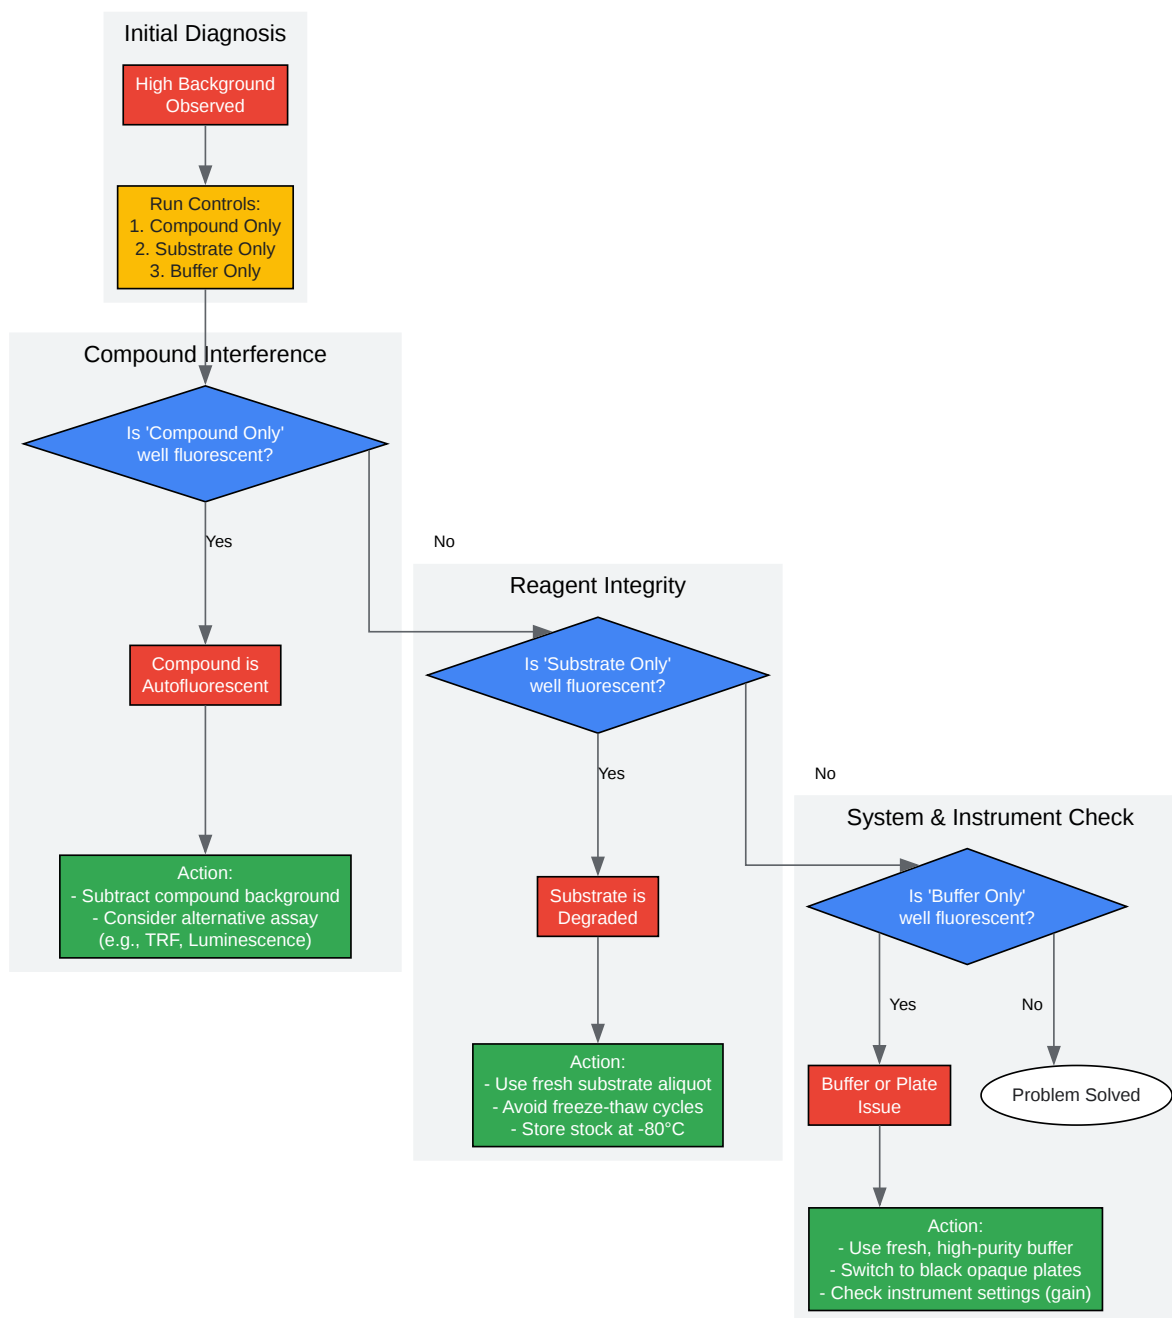 Initial Diagnosis
High Background
Observed
Run Controls:
1. Compound Only
2. Substrate Only
3. Buffer Only
Compound Interference
Is 'Compound Only'
well fluorescent?
Yes
No
Compound is
Autofluorescent
Action:
- Subtract compound background
- Consider alternative assay
(e.g., TRF, Luminescence)
Reagent Integrity
Is 'Substrate Only'
well fluorescent?
Yes
No
Substrate is
Degraded
Action:
- Use fresh substrate aliquot
- Avoid freeze-thaw cycles
- Store stock at -80°C
System & Instrument Check
Is 'Buffer Only'
well fluorescent?
Yes
No
Buffer or Plate
Issue
Problem Solved
Action:
- Use fresh, high-purity buffer
- Switch to black opaque plates
- Check instrument settings (gain)